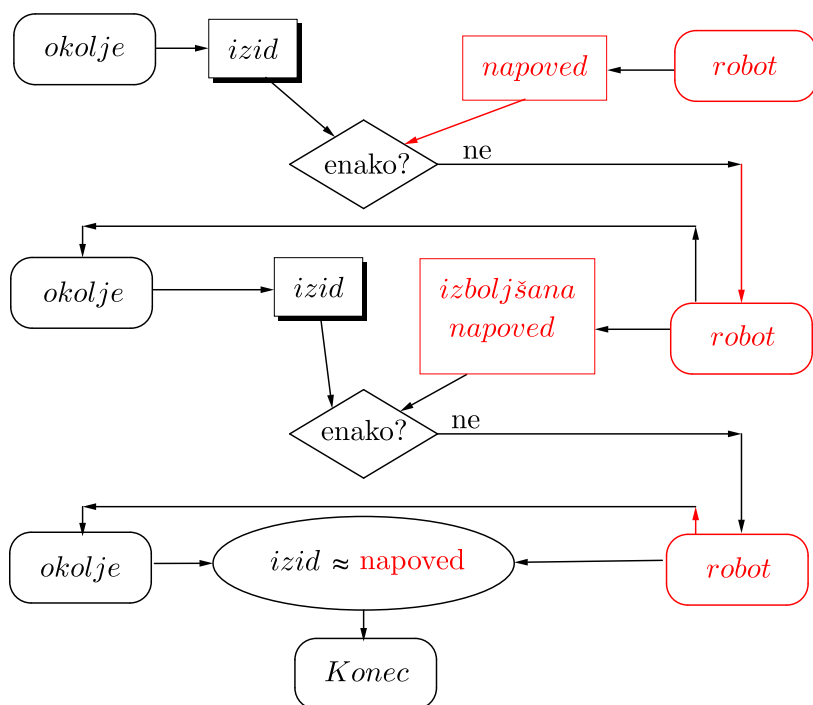 okolje
izid
napoved
robot
enako?
ne
okolje
izid
izboljšana
napoved
robot
enako?
ne
okolje
izid ≈ napoved
robot
Konec